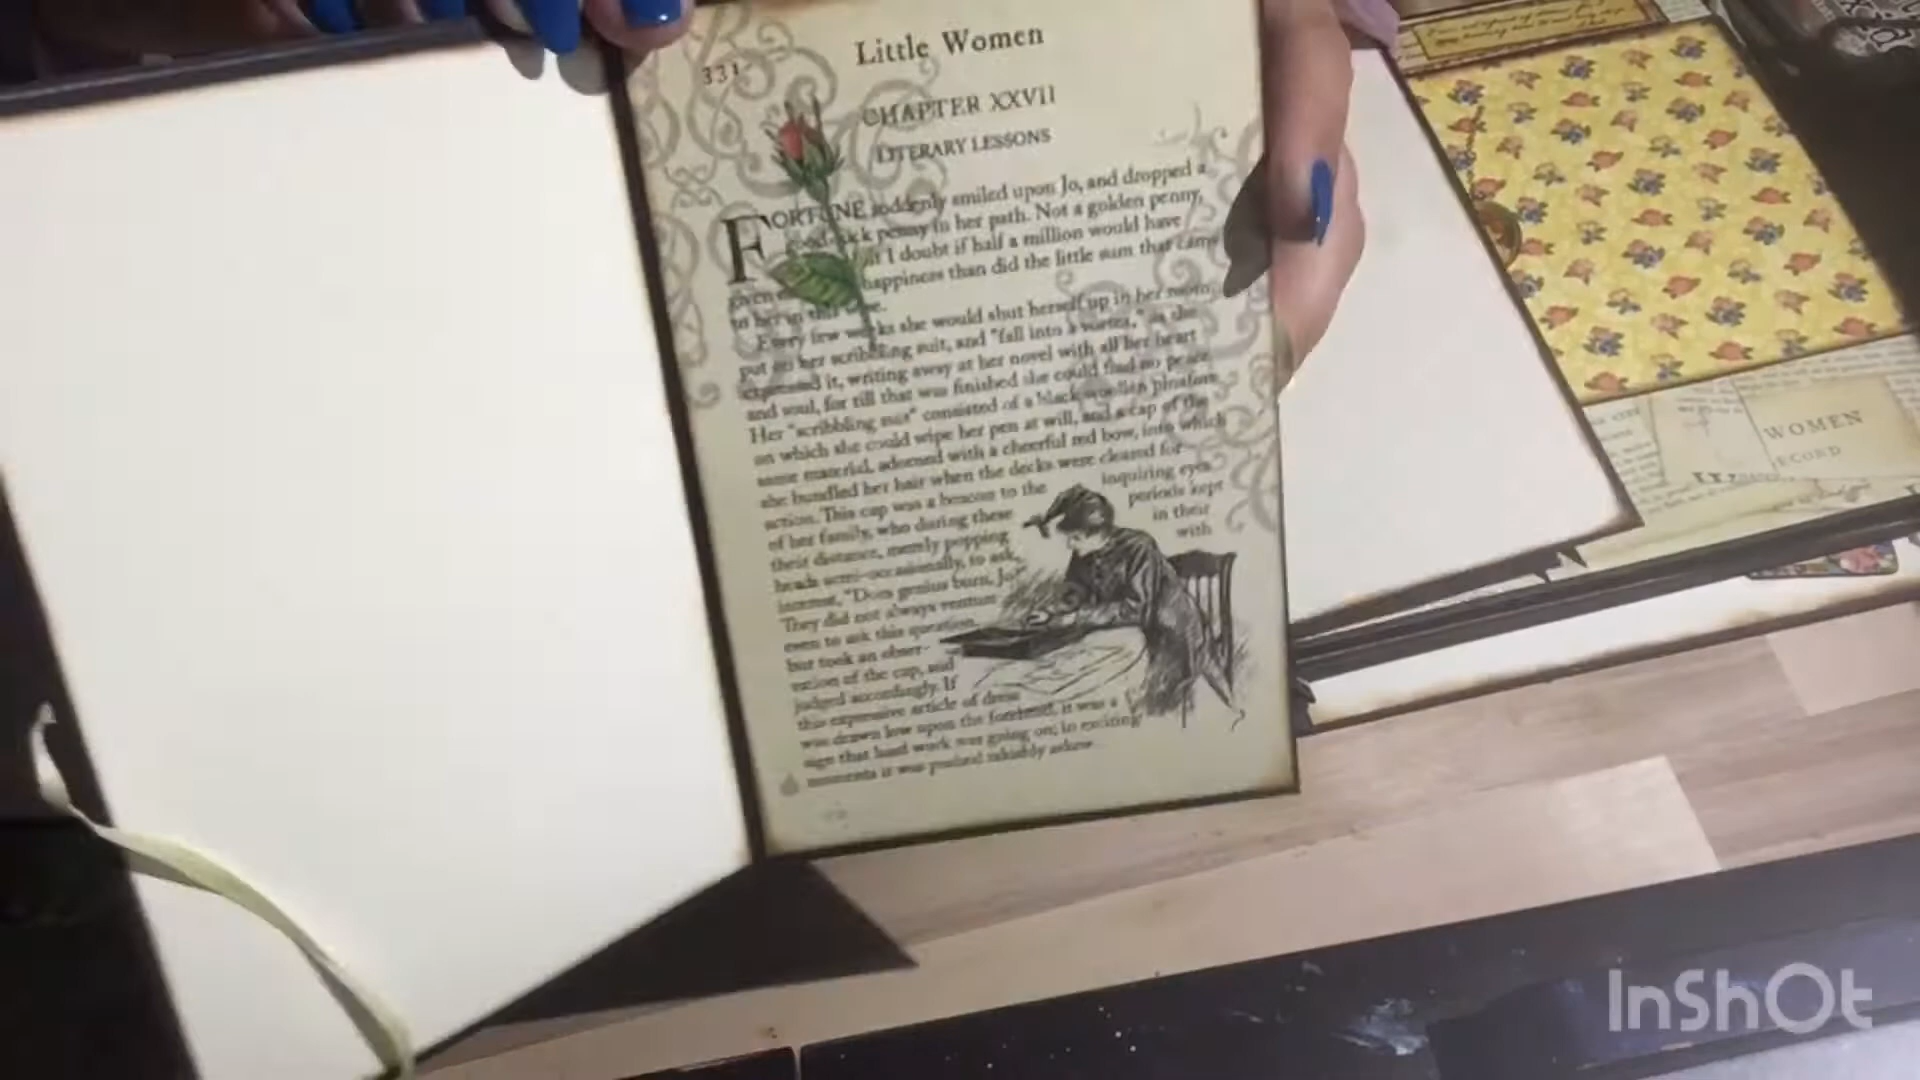 Little Women
331
CHAPTER XXVII
LITERARY LESSONS
FORTUNE suddenly smiled upon Jo, and dropped a
good-luck penny in her path. Not a golden penny,
I doubt if half a million would have
given happiness than did the little sum that came
to her in this
Every few weeks she would shut herself up in her room,
put on her scribbling suit, and "fall into a vortex," as she
expressed it, writing away at her novel with all her heart
and soul, for till that was finished she could find no peace.
Her "scribbling suit" consisted of a black woollen pinafore
on which she could wipe her pen at will, and a cap of the
same material, adorned with a cheerful red bow, into which
she bundled her hair when the decks were cleared for
action. This cap was a beacon to the inquiring eyes
of her family, who during these periods kept
their distance, merely popping in their
heads semi-occasionally, to ask, with
interest, "Does genius burn, Jo?"
They did not always venture
even to ask this question,
but took an obser-
vation of the cap, and
judged accordingly. If
this expressive article of dress
was drawn low upon the forehead, it was a
sign that hard work was going on; in exciting
moments it was pushed rakishly askew
WOMEN
InShOt